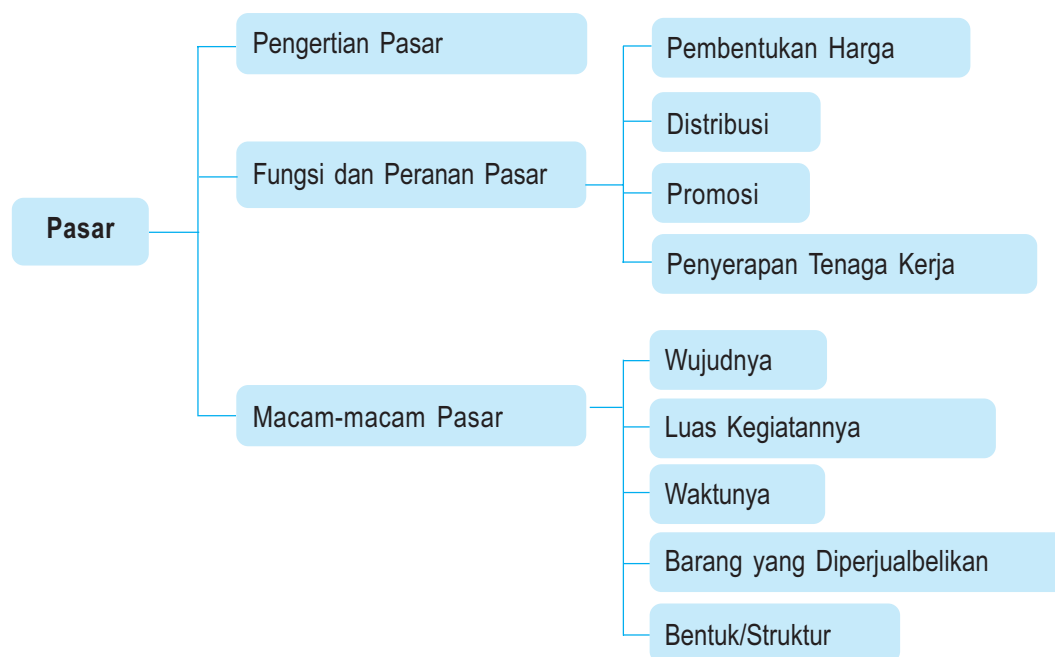 Pasar
Pengertian Pasar
Fungsi dan Peranan Pasar
Pembentukan Harga
Distribusi
Promosi
Penyerapan Tenaga Kerja
Macam-macam Pasar
Wujudnya
Luas Kegiatannya
Waktunya
Barang yang Diperjualbelikan
Bentuk/Struktur